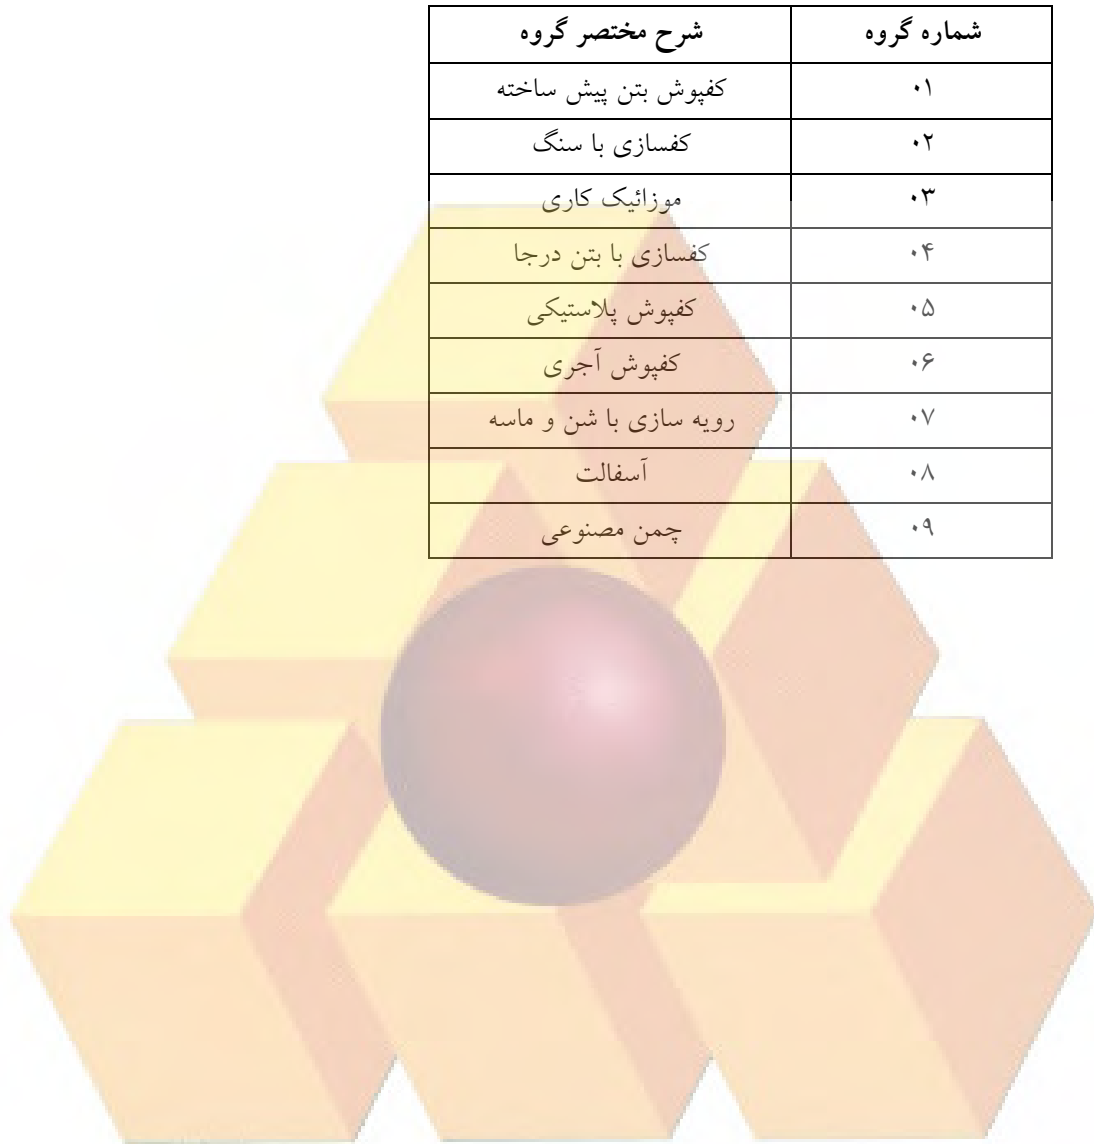 شماره گروه شرح مختصر گروه
۰۱ کفپوش بتن پیش ساخته
۰۲ کفسازی با سنگ
۰۳ موزائیک کاری
۰۴ کفسازی با بتن درجا
۰۵ کفپوش پلاستیکی
۰۶ کفپوش آجری
۰۷ رویه سازی با شن و ماسه
۰۸ آسفالت
۰۹ چمن مصنوعی